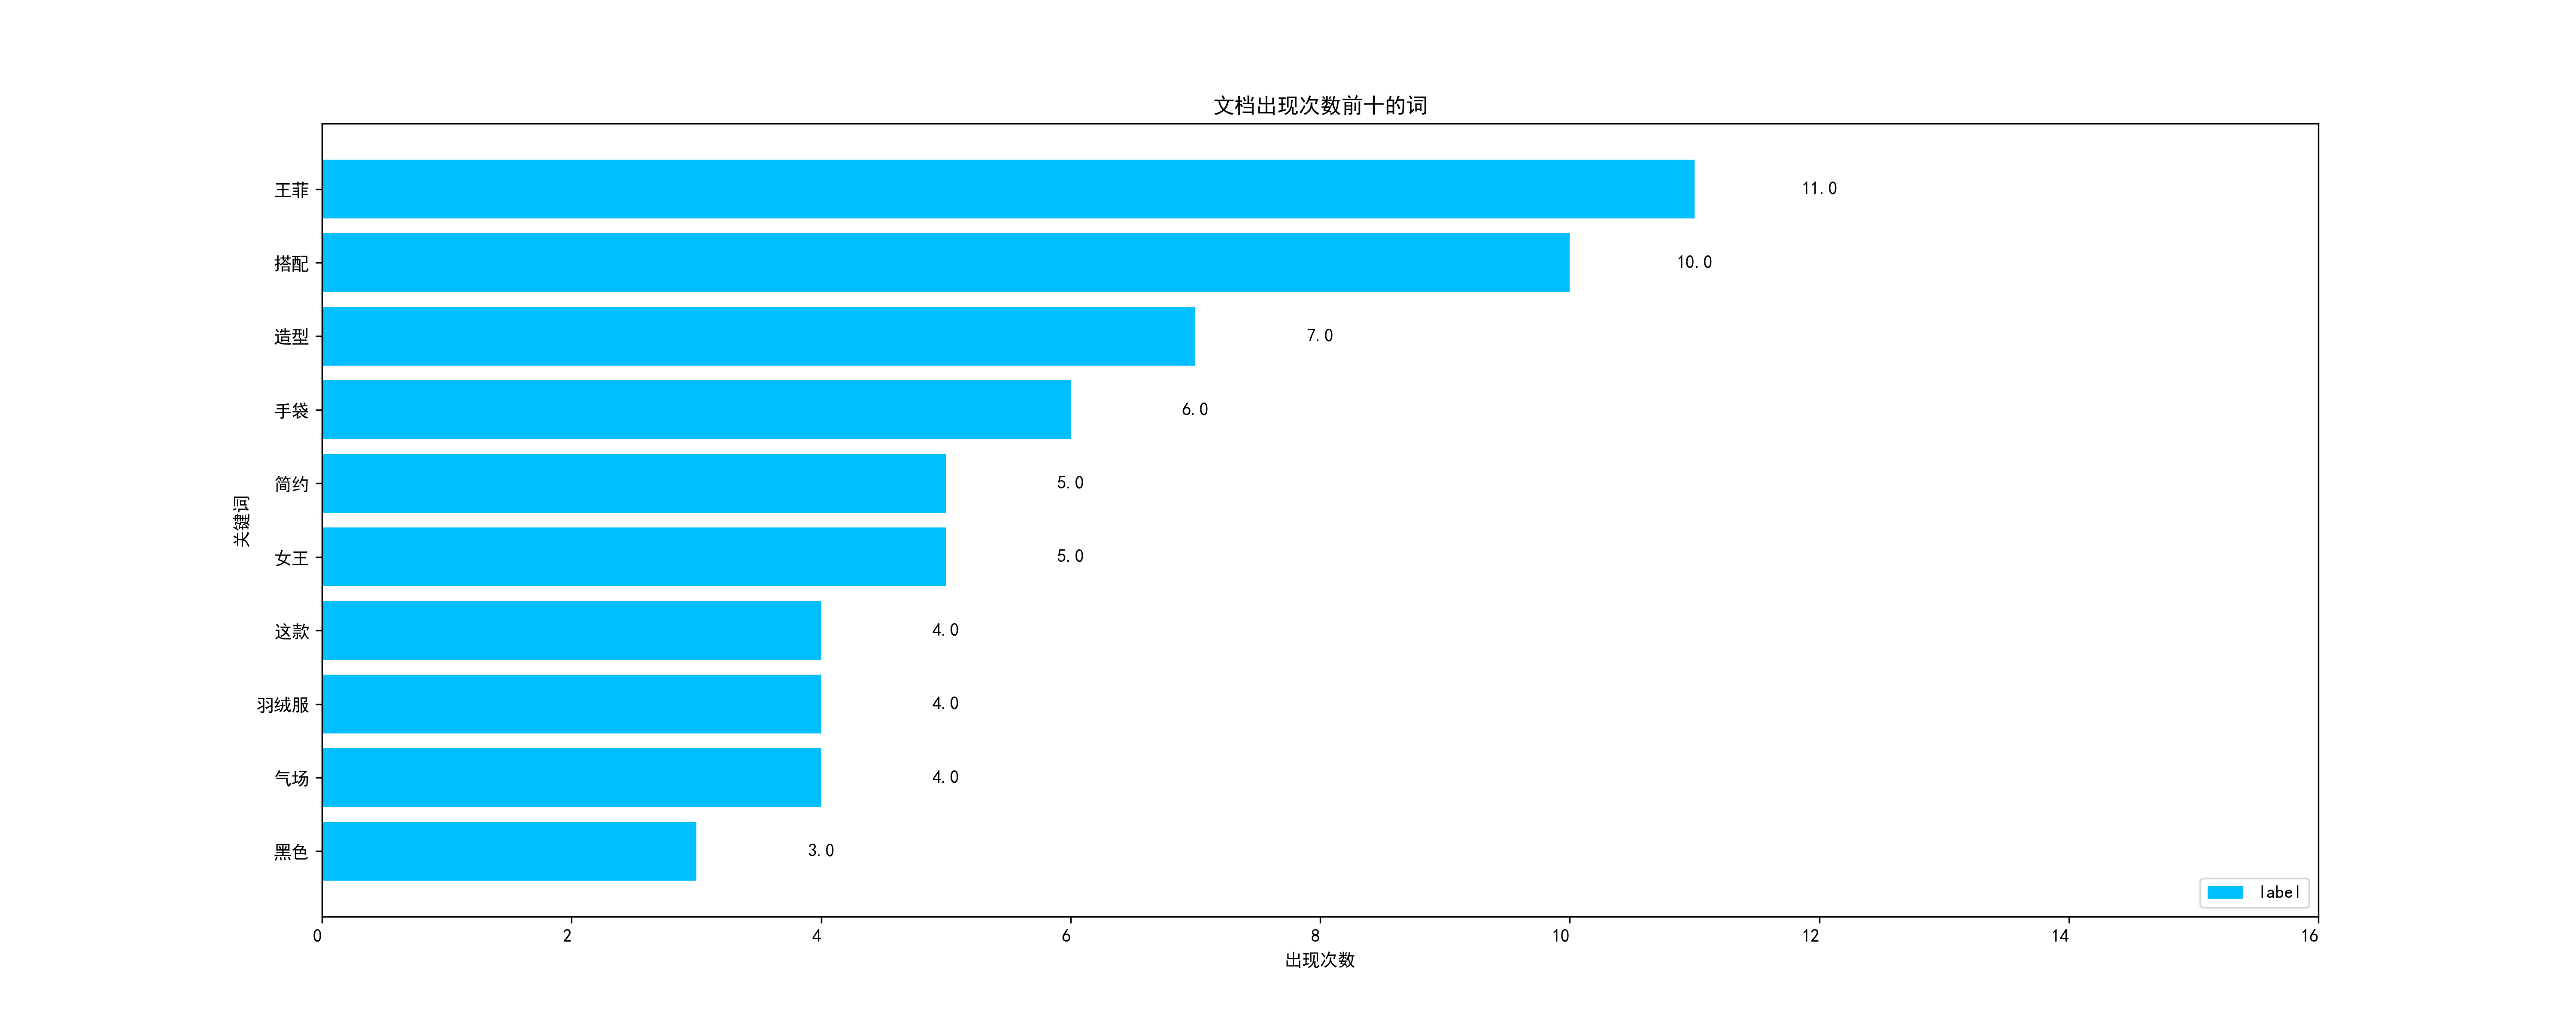 文档出现次数前十的词
王菲 11.0
搭配 10.0
造型 7.0
手袋 6.0
简约 5.0
女王 5.0
这款 4.0
羽绒服 4.0
气场 4.0
黑色 3.0
关键词
label
0 2 4 6 8 10 12 14 16
出现次数